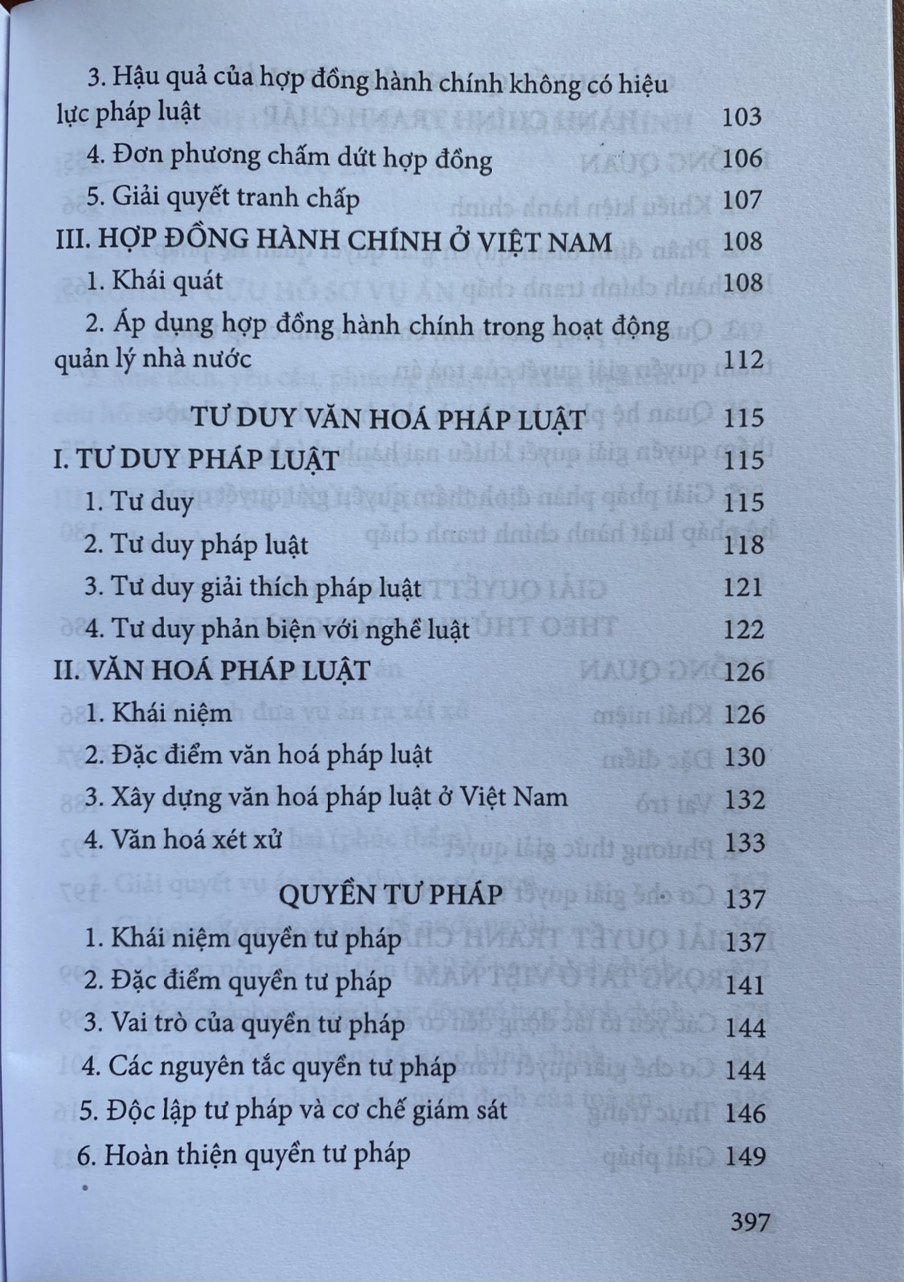 3. Hậu quả của hợp đồng hành chính không có hiệu
lực pháp luật 103
4. Đơn phương chấm dứt hợp đồng 106
5. Giải quyết tranh chấp 107
III. HỢP ĐỒNG HÀNH CHÍNH Ở VIỆT NAM 108
1. Khái quát 108
2. Áp dụng hợp đồng hành chính trong hoạt động
quản lý nhà nước 112
TƯ DUY VĂN HOÁ PHÁP LUẬT 115
I. TƯ DUY PHÁP LUẬT 115
1. Tư duy 115
2. Tư duy pháp luật 118
3. Tư duy giải thích pháp luật 121
4. Tư duy phản biện với nghề luật 122
II. VĂN HOÁ PHÁP LUẬT 126
1. Khái niệm 126
2. Đặc điểm văn hoá pháp luật 130
3. Xây dựng văn hoá pháp luật ở Việt Nam 132
4. Văn hoá xét xử 133
QUYỀN TƯ PHÁP 137
1. Khái niệm quyền tư pháp 137
2. Đặc điểm quyền tư pháp 141
3. Vai trò của quyền tư pháp 144
4. Các nguyên tắc quyền tư pháp 144
5. Độc lập tư pháp và cơ chế giám sát 146
6. Hoàn thiện quyền tư pháp 149
397